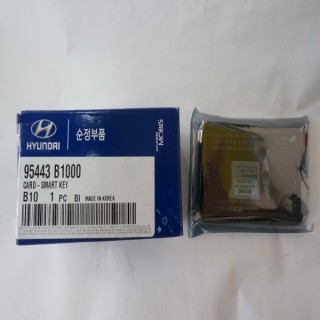 HYUNDAI
순정부품
MOBIS
95443 B1000
CARD-SMART KEY
B10 1 PC BI MADE IN KOREA